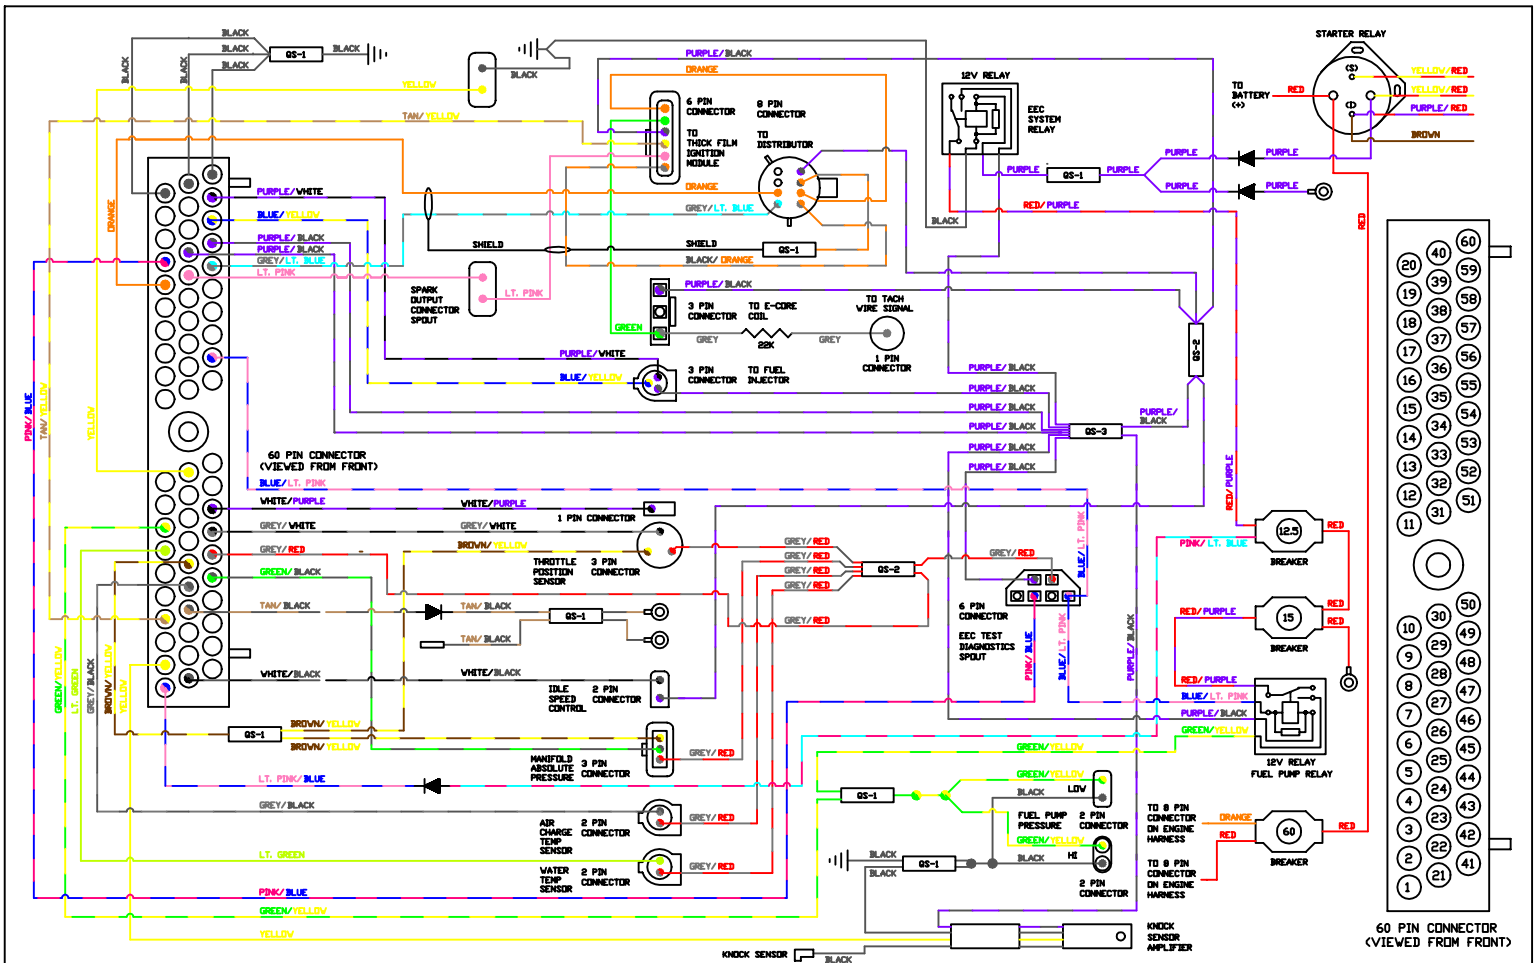 BLACK
BLACK
BLACK
BLACK
QS-1
BLACK
BLACK
BLACK
YELLOW
BLACK
PURPLE/BLACK
ORANGE
TAN/YELLOW
6 PIN
CONNECTOR
TO
THICK FILM
IGNITION
MODULE
8 PIN
CONNECTOR
TO
DISTRIBUTOR
12V RELAY
EEC
SYSTEM
RELAY
BLACK
STARTER RELAY
(S)
(I)
TO
BATTERY
(+)
RED
YELLOW/RED
YELLOW/RED
PURPLE/RED
BROWN
PURPLE
QS-1
PURPLE
PURPLE
PURPLE
PURPLE
PURPLE
RED/PURPLE
RED
ORANGE
PURPLE/WHITE
BLUE/YELLOW
PURPLE/BLACK
PURPLE/BLACK
GREY/LT. BLUE
LT. PINK
ORANGE
GREY/LT. BLUE
SHIELD
SHIELD
QS-1
BLACK/ORANGE
SPARK
OUTPUT
CONNECTOR
SPOUT
LT. PINK
PURPLE/BLACK
3 PIN
CONNECTOR
TO E-CORE
COIL
TO TACH
WIRE SIGNAL
GREEN
GREY
22K
GREY
1 PIN
CONNECTOR
QS-2
PURPLE/WHITE
BLUE/YELLOW
3 PIN
CONNECTOR
TO FUEL
INJECTOR
PURPLE/BLACK
PURPLE/BLACK
PURPLE/BLACK
PURPLE/BLACK
PURPLE/BLACK
PURPLE/BLACK
QS-3
PURPLE/
BLACK
PINK/BLUE
TAN/YELLOW
YELLOW
60 PIN CONNECTOR
(VIEWED FROM FRONT)
BLUE/LT. PINK
WHITE/PURPLE
WHITE/PURPLE
1 PIN CONNECTOR
GREY/WHITE
GREY/WHITE
GREY/RED
BROWN/YELLOW
GREEN/BLACK
THROTTLE
POSITION
SENSOR
3 PIN
CONNECTOR
GREY/RED
GREY/RED
GREY/RED
GREY/RED
QS-2
GREY/RED
GREY/RED
TAN/BLACK
TAN/BLACK
QS-1
TAN/BLACK
6 PIN
CONNECTOR
EEC TEST
DIAGNOSTICS
SPOUT
BLUE/LT. PINK
PINK/BLUE
BLUE/LT. PINK
PURPLE/BLACK
RED/PURPLE
PINK/LT. BLUE
12.5
RED
BREAKER
RED/PURPLE
15
RED
RED
BREAKER
RED/PURPLE
BLUE/LT. PINK
PURPLE/BLACK
GREEN/YELLOW
12V RELAY
FUEL PUMP RELAY
WHITE/BLACK
WHITE/BLACK
IDLE
SPEED
CONTROL
2 PIN
CONNECTOR
GREEN/YELLOW
LT. GREEN
GREY/BLACK
BROWN/YELLOW
YELLOW
QS-1
BROWN/YELLOW
BROWN/YELLOW
MANIFOLD
ABSOLUTE
PRESSURE
3 PIN
CONNECTOR
GREY/RED
GREEN/YELLOW
LT. PINK/BLUE
GREY/BLACK
AIR
CHARGE
TEMP
SENSOR
2 PIN
CONNECTOR
GREY/RED
LT. GREEN
WATER
TEMP
SENSOR
2 PIN
CONNECTOR
GREY/RED
QS-1
GREEN/YELLOW
BLACK
LOW
FUEL PUMP
PRESSURE
2 PIN
CONNECTOR
GREEN/YELLOW
BLACK
HI
2 PIN
CONNECTOR
BLACK
BLACK
QS-1
TO 8 PIN
CONNECTOR
ON ENGINE
HARNESS
TO 8 PIN
CONNECTOR
ON ENGINE
HARNESS
ORANGE
RED
60
RED
BREAKER
PINK/BLUE
GREEN/YELLOW
YELLOW
KNOCK SENSOR
BLACK
KNOCK
SENSOR
AMPLIFIER
60
40
20
59
39
19
58
38
18
57
37
17
56
36
16
55
35
15
54
34
14
53
33
13
52
32
12
51
31
11
50
30
10
49
29
9
48
28
8
47
27
7
46
26
6
45
25
5
44
24
4
43
23
3
42
22
2
41
21
1
60 PIN CONNECTOR
(VIEWED FROM FRONT)